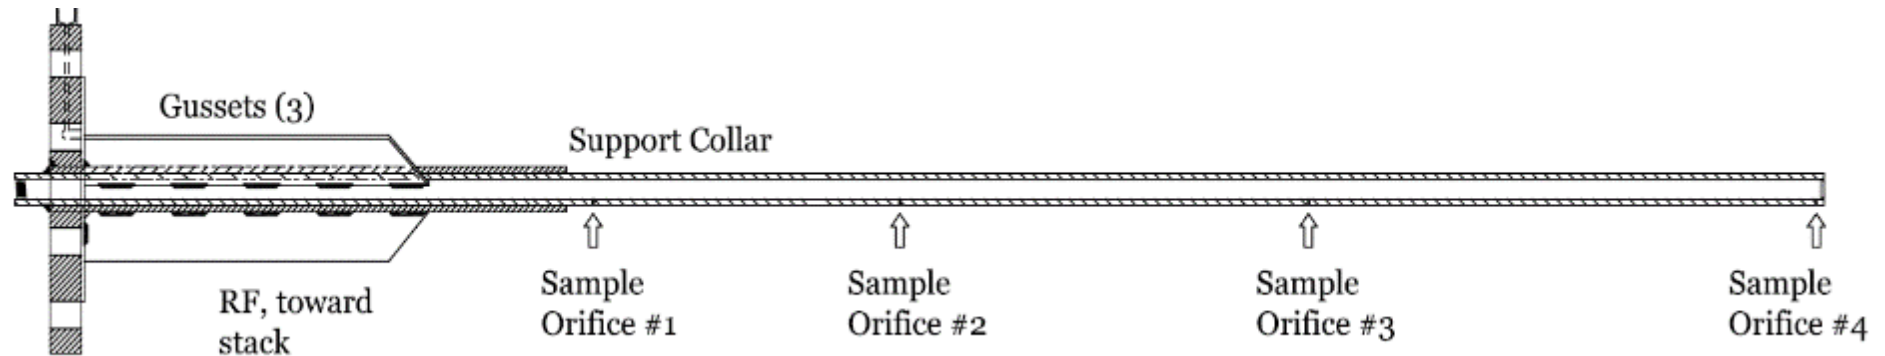 Gussets (3)
Support Collar
RF, toward
stack
Sample
Orifice #1
Sample
Orifice #2
Sample
Orifice #3
Sample
Orifice #4